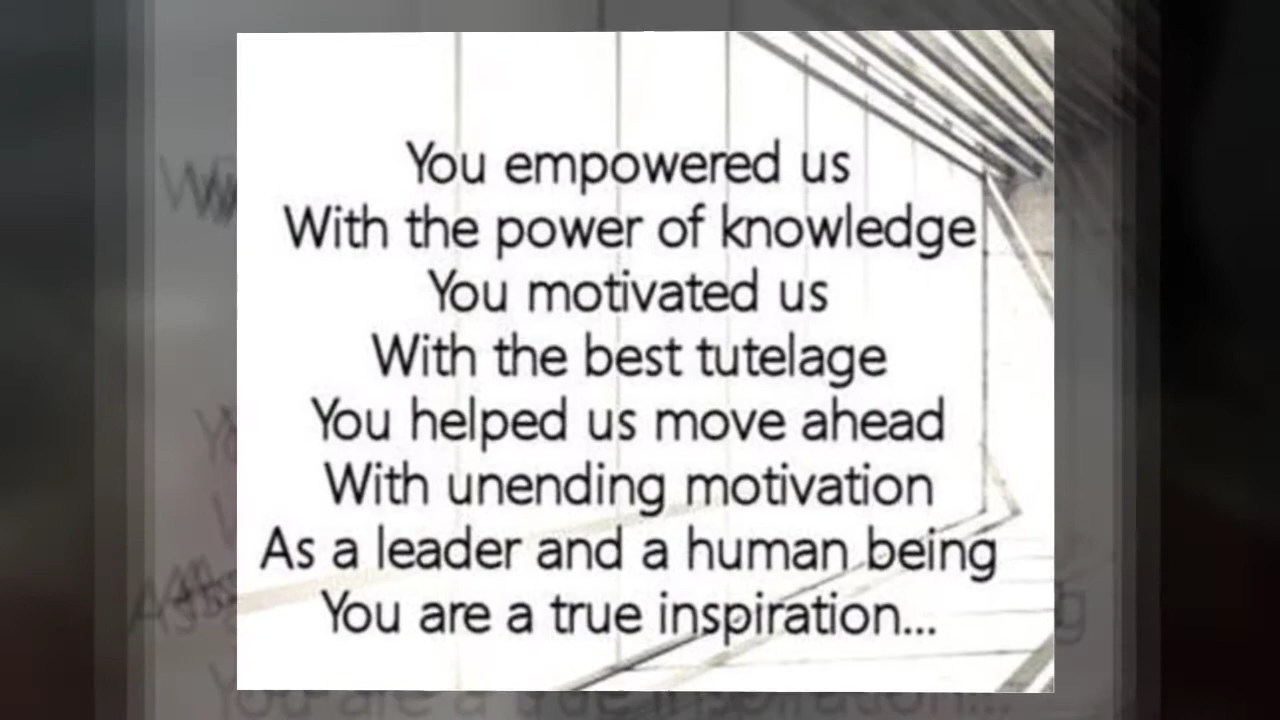 You empowered us
With the power of knowledge
You motivated us
With the best tutelage
You helped us move ahead
With unending motivation
As a leader and a human being
You are a true inspiration...